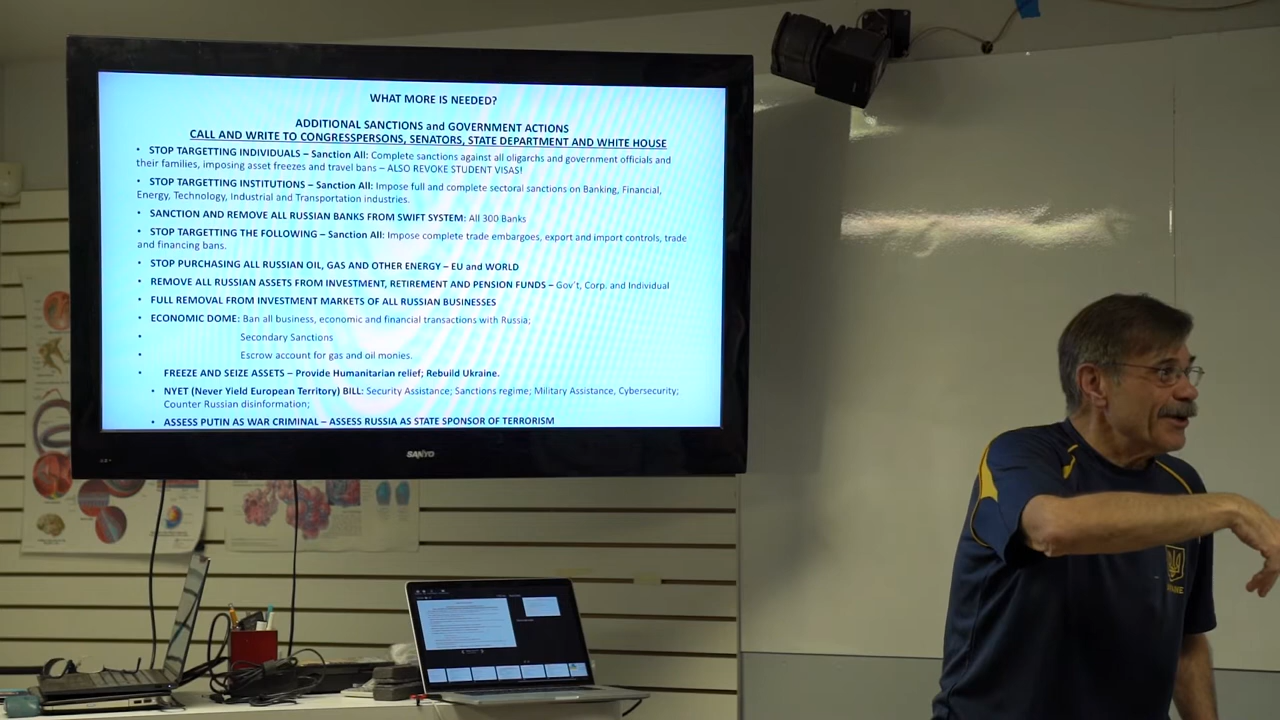 WHAT MORE IS NEEDED?
ADDITIONAL SANCTIONS and GOVERNMENT ACTIONS
CALL AND WRITE TO CONGRESSPERSONS, SENATORS, STATE DEPARTMENT AND WHITE HOUSE
• STOP TARGETTING INDIVIDUALS – Sanction All: Complete sanctions against all oligarchs and government officials and
their families, imposing asset freezes and travel bans – ALSO REVOKE STUDENT VISAS!
• STOP TARGETTING INSTITUTIONS – Sanction All: Impose full and complete sectoral sanctions on Banking, Financial,
Energy, Technology, Industrial and Transportation industries.
• SANCTION AND REMOVE ALL RUSSIAN BANKS FROM SWIFT SYSTEM: All 300 Banks
• STOP TARGETTING THE FOLLOWING – Sanction All: Impose complete trade embargoes, export and import controls, trade
and financing bans.
• STOP PURCHASING ALL RUSSIAN OIL, GAS AND OTHER ENERGY – EU and WORLD
• REMOVE ALL RUSSIAN ASSETS FROM INVESTMENT, RETIREMENT AND PENSION FUNDS – Gov't, Corp. and Individual
• FULL REMOVAL FROM INVESTMENT MARKETS OF ALL RUSSIAN BUSINESSES
• ECONOMIC DOME: Ban all business, economic and financial transactions with Russia;
• Secondary Sanctions
• Escrow account for gas and oil monies.
• FREEZE AND SEIZE ASSETS – Provide Humanitarian relief; Rebuild Ukraine.
• NYET (Never Yield European Territory) BILL: Security Assistance; Sanctions regime; Military Assistance, Cybersecurity;
Counter Russian disinformation;
• ASSESS PUTIN AS WAR CRIMINAL – ASSESS RUSSIA AS STATE SPONSOR OF TERRORISM
SANYO